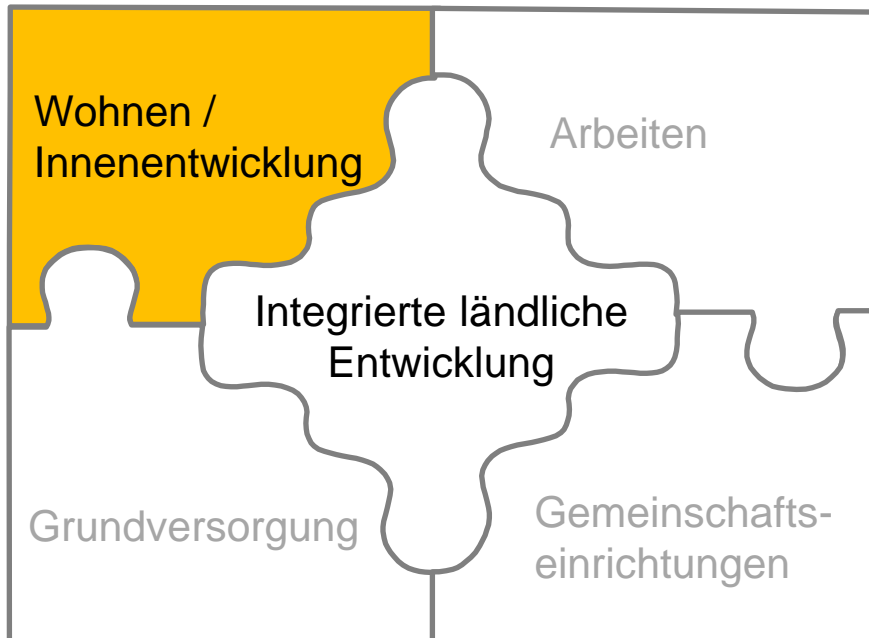 Wohnen /
Innenentwicklung
Arbeiten
Integrierte ländliche
Entwicklung
Grundversorgung
Gemeinschafts-
einrichtungen